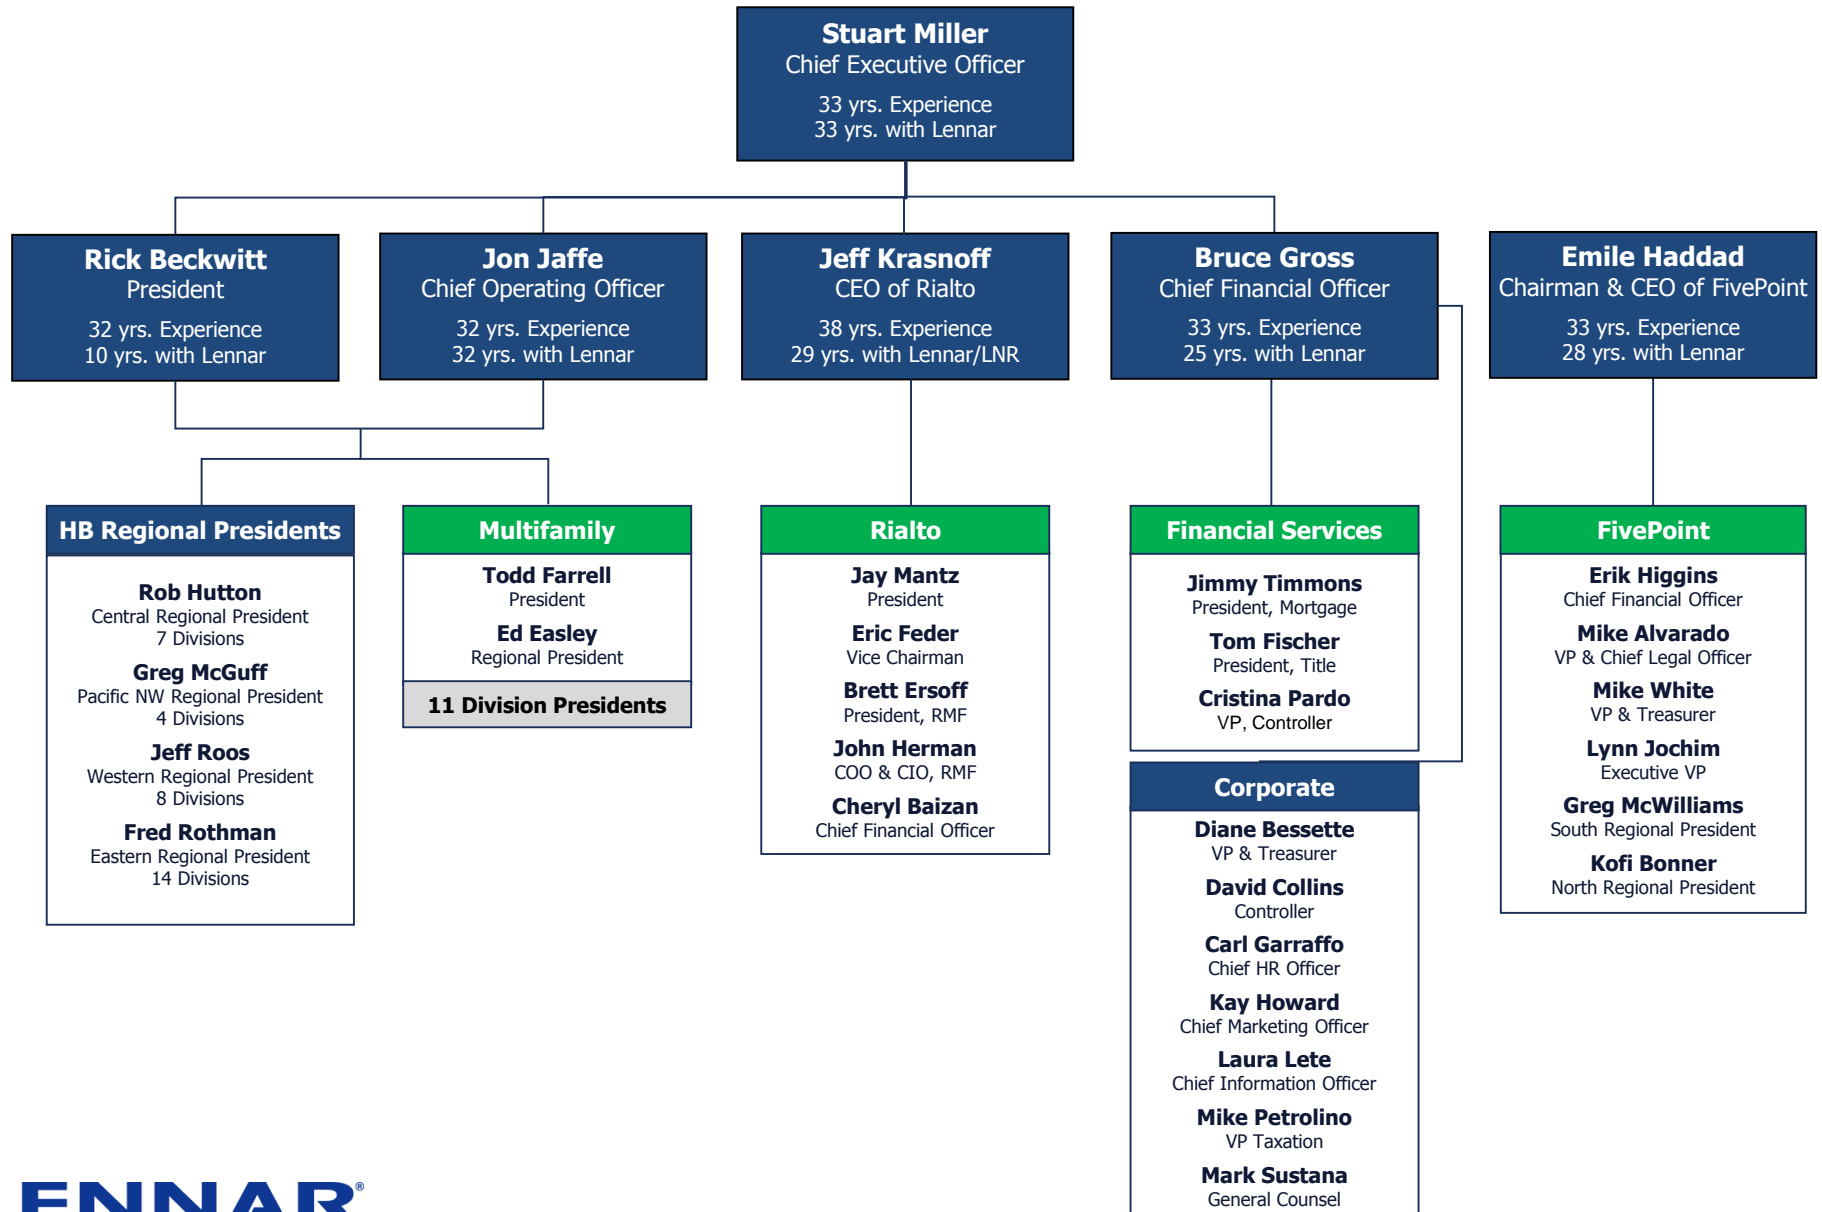 Stuart Miller
Chief Executive Officer
33 yrs. Experience
33 yrs. with Lennar
Rick Beckwitt
President
32 yrs. Experience
10 yrs. with Lennar
Jon Jaffe
Chief Operating Officer
32 yrs. Experience
32 yrs. with Lennar
Jeff Krasnoff
CEO of Rialto
38 yrs. Experience
29 yrs. with Lennar/LNR
Bruce Gross
Chief Financial Officer
33 yrs. Experience
25 yrs. with Lennar
Emile Haddad
Chairman & CEO of FivePoint
33 yrs. Experience
28 yrs. with Lennar
HB Regional Presidents
Rob Hutton
Central Regional President
7 Divisions
Greg McGuff
Pacific NW Regional President
4 Divisions
Jeff Roos
Western Regional President
8 Divisions
Fred Rothman
Eastern Regional President
14 Divisions
Multifamily
Todd Farrell
President
Ed Easley
Regional President
11 Division Presidents
Rialto
Jay Mantz
President
Eric Feder
Vice Chairman
Brett Ersoff
President, RMF
John Herman
COO & CIO, RMF
Cheryl Baizan
Chief Financial Officer
Financial Services
Jimmy Timmons
President, Mortgage
Tom Fischer
President, Title
Cristina Pardo
VP, Controller
Corporate
Diane Bessette
VP & Treasurer
David Collins
Controller
Carl Garraffo
Chief HR Officer
Kay Howard
Chief Marketing Officer
Laura Lete
Chief Information Officer
Mike Petrolino
VP Taxation
Mark Sustana
General Counsel
FivePoint
Erik Higgins
Chief Financial Officer
Mike Alvarado
VP & Chief Legal Officer
Mike White
VP & Treasurer
Lynn Jochim
Executive VP
Greg McWilliams
South Regional President
Kofi Bonner
North Regional President
ENNAR®